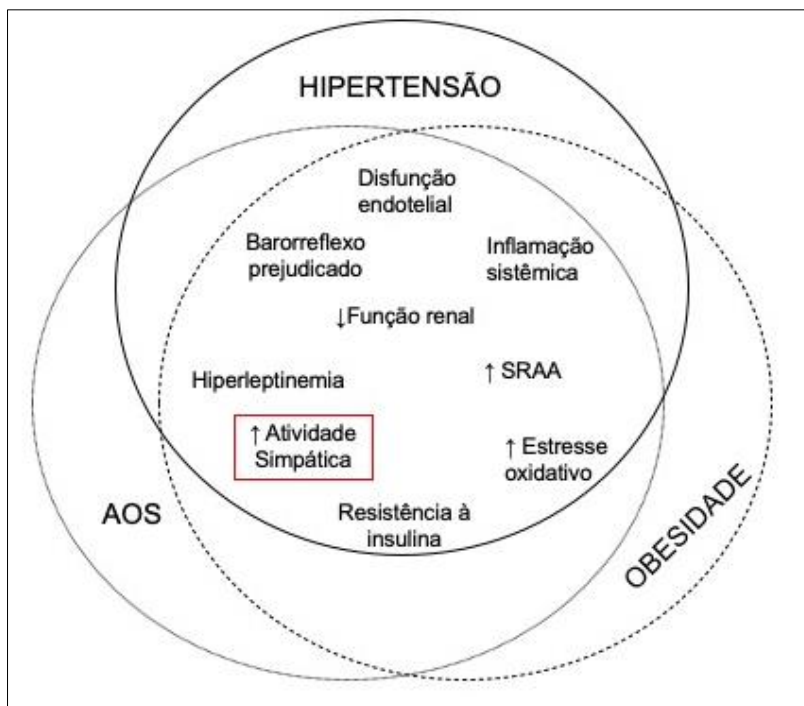 HIPERTENSÃO
Disfunção
endotelial
Barorreflexo
prejudicado
Inflamação
sistêmica
↓Função renal
Hiperleptinemia
↑ SRAA
↑ Atividade
Simpática
↑ Estresse
oxidativo
AOS
Resistência à
insulina
OBESIDADE